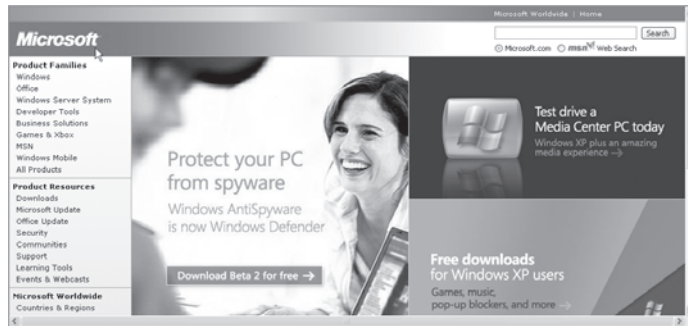 Microsoft Worldwide | Home
Microsoft
Search
Microsoft.com msn Web Search
Product Families
Windows
Office
Windows Server System
Developer Tools
Business Solutions
Games & Xbox
MSN
Windows Mobile
All Products
Product Resources
Downloads
Microsoft Update
Office Update
Security
Communities
Support
Learning Tools
Events & Webcasts
Microsoft Worldwide
Countries & Regions
Protect your PC
from spyware
Windows AntiSpyware
is now Windows Defender
Download Beta 2 for free →
Test drive a
Media Center PC today
Windows XP plus an amazing
media experience →
Free downloads
for Windows XP users
Games, music,
pop-up blockers, and more →